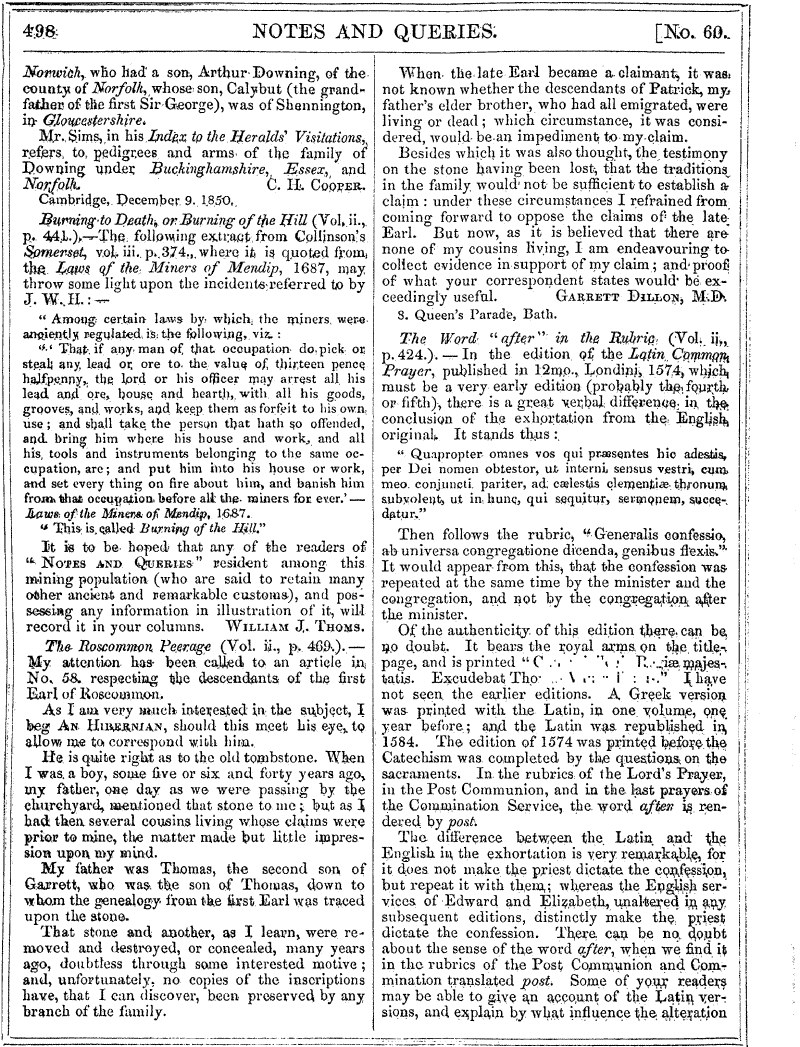 498 NOTES AND QUERIES. [No. 60.
Norwich, who had a son, Arthur Downing, of the
county of Norfolk, whose son, Calybut (the grand-
father of the first Sir George), was of Shennington,
in Gloucestershire.
Mr. Sims, in his Index to the Heralds' Visitations,
refers to pedigrees and arms of the family of
Downing under Buckinghamshire, Essex, and
Norfolk. C. H. COOPER.
Cambridge, December 9. 1850.
Burning to Death, or Burning of the Hill (Vol. ii.,
p. 441.).—The following extract from Collinson's
Somerset, vol. iii. p. 374., where it is quoted from
the Laws of the Miners of Mendip, 1687, may
throw some light upon the incidents referred to by
J. W. H.:—
"Among certain laws by which the miners were
anciently regulated is the following, viz.:
"'That if any man of that occupation do pick or
steal any lead or ore to the value of thirteen pence
halfpenny, the lord or his officer may arrest all his
lead and ore, house and hearth, with all his goods,
grooves, and works, and keep them as forfeit to his own
use; and shall take the person that hath so offended,
and bring him where his house and work, and all
his tools and instruments belonging to the same oc-
cupation, are; and put him into his house or work,
and set every thing on fire about him, and banish him
from that occupation before all the miners for ever.'—
Laws of the Miners of Mendip, 1687.
"This is called Burning of the Hill."
It is to be hoped that any of the readers of
"NOTES AND QUERIES" resident among this
mining population (who are said to retain many
other ancient and remarkable customs), and pos-
sessing any information in illustration of it, will
record it in your columns. WILLIAM J. THOMS.
The Roscommon Peerage (Vol. ii., p. 469.).—
My attention has been called to an article in
No. 58. respecting the descendants of the first
Earl of Roscommon.
As I am very much interested in the subject, I
beg AN HIBERNIAN, should this meet his eye, to
allow me to correspond with him.
He is quite right as to the old tombstone. When
I was a boy, some five or six and forty years ago,
my father, one day as we were passing by the
churchyard, mentioned that stone to me; but as I
had then several cousins living whose claims were
prior to mine, the matter made but little impres-
sion upon my mind.
My father was Thomas, the second son of
Garrett, who was the son of Thomas, down to
whom the genealogy from the first Earl was traced
upon the stone.
That stone and another, as I learn, were re-
moved and destroyed, or concealed, many years
ago, doubtless through some interested motive;
and, unfortunately, no copies of the inscriptions
have, that I can discover, been preserved by any
branch of the family.
When the late Earl became a claimant, it was
not known whether the descendants of Patrick, my
father's elder brother, who had all emigrated, were
living or dead; which circumstance, it was consi-
dered, would be an impediment to my claim.
Besides which it was also thought, the testimony
on the stone having been lost, that the traditions
in the family would not be sufficient to establish a
claim: under these circumstances I refrained from
coming forward to oppose the claims of the late
Earl. But now, as it is believed that there are
none of my cousins living, I am endeavouring to
collect evidence in support of my claim; and proof
of what your correspondent states would be ex-
ceedingly useful. GARRETT DILLON, M.D.
8. Queen's Parade, Bath.
The Word "after" in the Rubric (Vol. ii.,
p. 424.).—In the edition of the Latin Common
Prayer, published in 12mo., Londini, 1574, which
must be a very early edition (probably the fourth
or fifth), there is a great verbal difference in the
conclusion of the exhortation from the English
original. It stands thus:
"Quapropter omnes vos qui præsentes hic adestis,
per Dei nomen obtestor, ut interni sensus vestri, cum
meo conjuncti pariter, ad cælestis clementiæ thronum
subvolent, ut in hunc, qui sequitur, sermonem, succe-
datur."
Then follows the rubric, "Generalis confessio,
ab universa congregatione dicenda, genibus flexis."
It would appear from this, that the confession was
repeated at the same time by the minister and the
congregation, and not by the congregation after
the minister.
Of the authenticity of this edition there can be
no doubt. It bears the royal arms on the title-
page, and is printed "C majes-
tatis. Excudebat Tho " I have
not seen the earlier editions. A Greek version
was printed with the Latin, in one volume, one
year before; and the Latin was republished in
1584. The edition of 1574 was printed before the
Catechism was completed by the questions on the
sacraments. In the rubrics of the Lord's Prayer,
in the Post Communion, and in the last prayers of
the Commination Service, the word after is ren-
dered by post.
The difference between the Latin and the
English in the exhortation is very remarkable, for
it does not make the priest dictate the confession,
but repeat it with them; whereas the English ser-
vices of Edward and Elizabeth, unaltered in any
subsequent editions, distinctly make the priest
dictate the confession. There can be no doubt
about the sense of the word after, when we find it
in the rubrics of the Post Communion and Com-
mination translated post. Some of your readers
may be able to give an account of the Latin ver-
sions, and explain by what influence the alteration